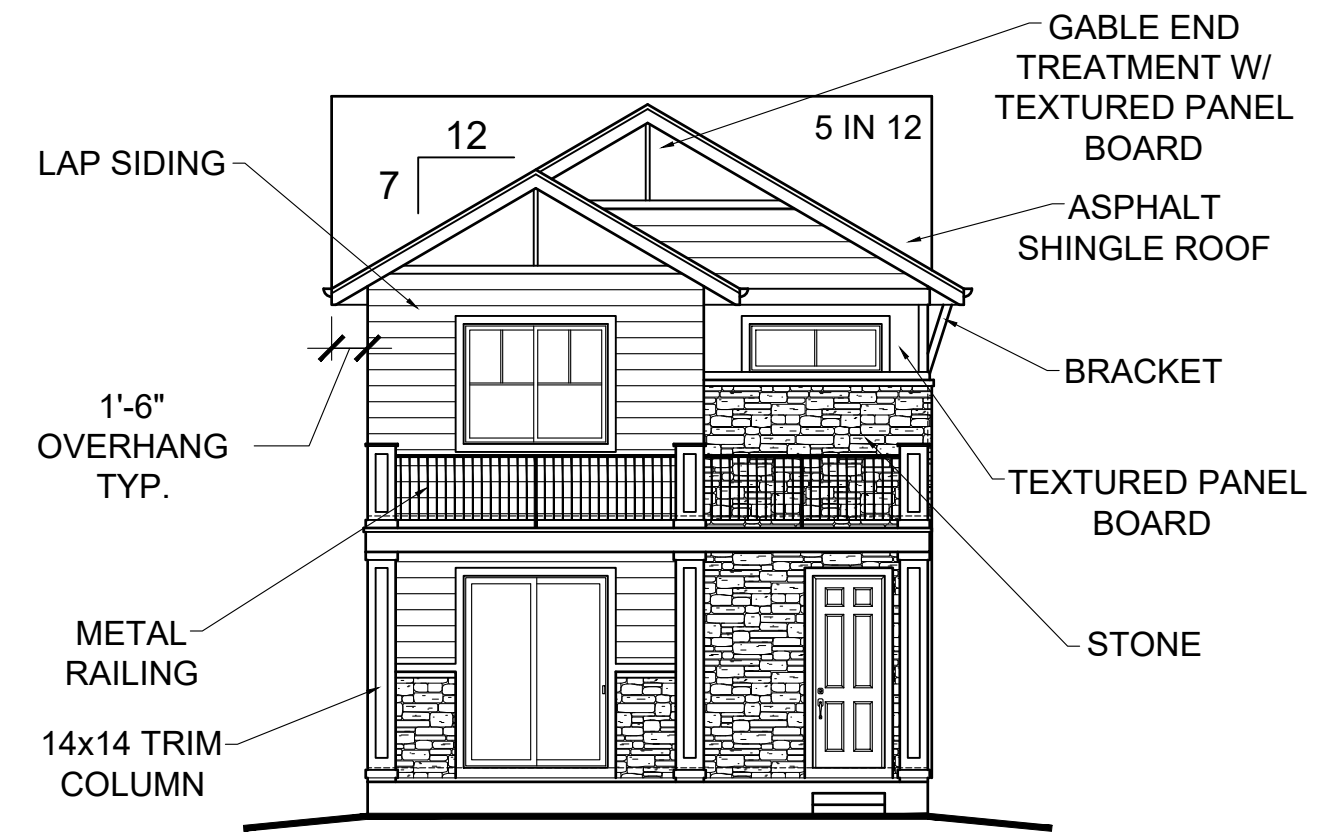 GABLE END
TREATMENT W/
TEXTURED PANEL
BOARD
12
5 IN 12
LAP SIDING
7
ASPHALT
SHINGLE ROOF
BRACKET
1'-6"
OVERHANG
TYP.
TEXTURED PANEL
BOARD
METAL
RAILING
STONE
14x14 TRIM
COLUMN